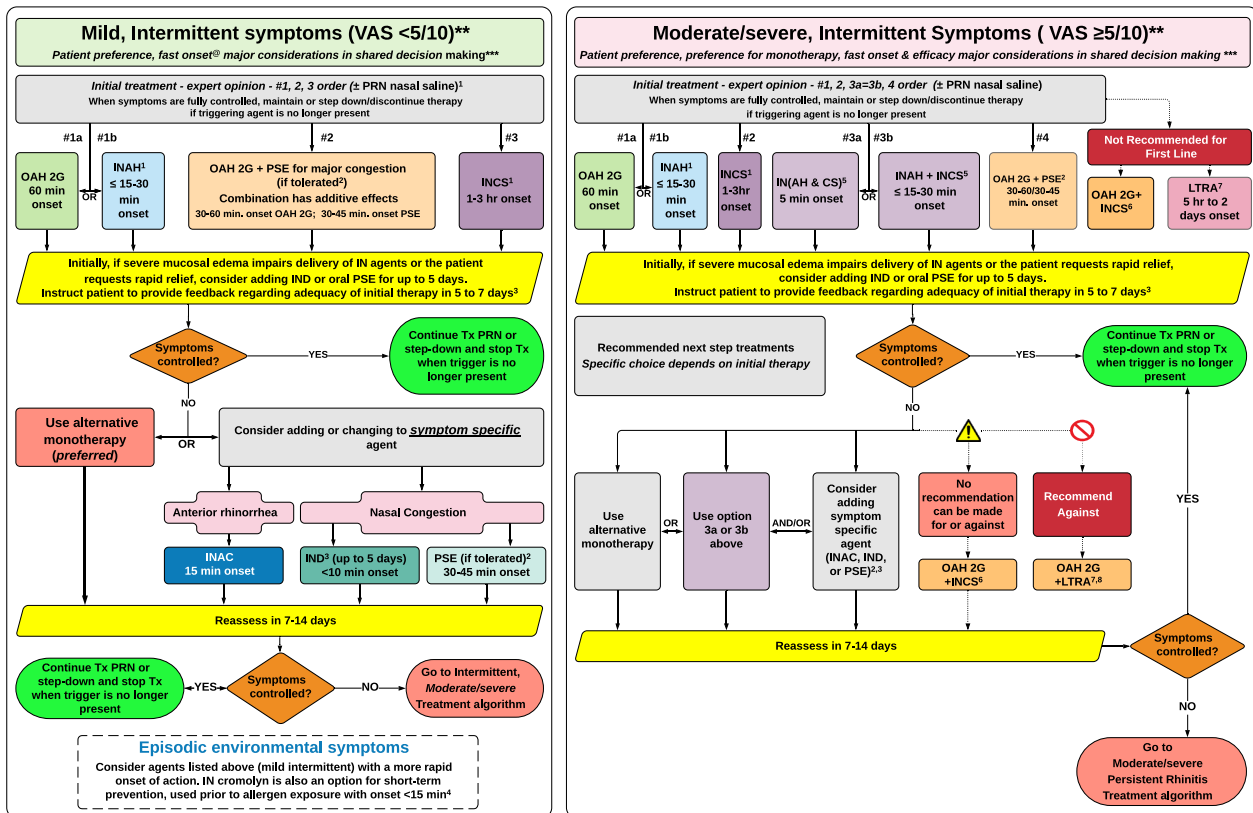 Mild, Intermittent symptoms (VAS <5/10)**
Patient preference, fast onset@ major considerations in shared decision making***
Initial treatment - expert opinion - #1, 2, 3 order (± PRN nasal saline)¹
When symptoms are fully controlled, maintain or step down/discontinue therapy
if triggering agent is no longer present
#1a
#1b
#2
#3
OAH 2G
60 min
onset
OR
INAH¹
≤ 15-30
min
onset
OAH 2G + PSE for major congestion
(if tolerated²)
Combination has additive effects
30-60 min. onset OAH 2G; 30-45 min. onset PSE
INCS¹
1-3 hr onset
Initially, if severe mucosal edema impairs delivery of IN agents or the patient
requests rapid relief, consider adding IND or oral PSE for up to 5 days.
Instruct patient to provide feedback regarding adequacy of initial therapy in 5 to 7 days³
Symptoms
controlled?
YES
Continue Tx PRN or
step-down and stop Tx
when trigger is no
longer present
NO
Use alternative
monotherapy
(preferred)
OR
Consider adding or changing to symptom specific
agent
Anterior rhinorrhea
Nasal Congestion
INAC
15 min onset
IND³ (up to 5 days)
<10 min onset
PSE (if tolerated)²
30-45 min onset
Reassess in 7-14 days
Continue Tx PRN or
step-down and stop Tx
when trigger is no longer
present
YES
Symptoms
controlled?
NO
Go to Intermittent,
Moderate/severe
Treatment algorithm
Episodic environmental symptoms
Consider agents listed above (mild intermittent) with a more rapid
onset of action. IN cromolyn is also an option for short-term
prevention, used prior to allergen exposure with onset <15 min⁴
Moderate/severe, Intermittent Symptoms ( VAS ≥5/10)**
Patient preference, preference for monotherapy, fast onset & efficacy major considerations in shared decision making ***
Initial treatment - expert opinion - #1, 2, 3a=3b, 4 order (± PRN nasal saline)
When symptoms are fully controlled, maintain or step down/discontinue therapy
if triggering agent is no longer present
#1a
#1b
#2
#3a
#3b
#4
Not Recommended for
First Line
OAH 2G
60 min
onset
OR
INAH¹
≤ 15-30
min
onset
INCS¹
1-3hr
onset
IN(AH & CS)⁵
5 min onset
OR
INAH + INCS⁵
≤ 15-30 min
onset
OAH 2G + PSE²
30-60/30-45
min. onset
OAH 2G+
INCS⁶
LTRA⁷
5 hr to 2
days onset
Initially, if severe mucosal edema impairs delivery of IN agents or the patient requests rapid relief,
consider adding IND or oral PSE for up to 5 days.
Instruct patient to provide feedback regarding adequacy of initial therapy in 5 to 7 days³
Recommended next step treatments
Specific choice depends on initial therapy
Symptoms
controlled?
YES
Continue Tx PRN or
step-down and stop Tx
when trigger is no longer
present
NO
Use
alternative
monotherapy
OR
Use option
3a or 3b
above
AND/OR
Consider
adding
symptom
specific
agent
(INAC, IND,
or PSE)²,³
No
recommendation
can be made
for or against
Recommend
Against
OAH 2G
+INCS⁶
OAH 2G
+LTRA⁷,⁸
YES
Reassess in 7-14 days
Symptoms
controlled?
NO
Go to
Moderate/severe
Persistent Rhinitis
Treatment algorithm